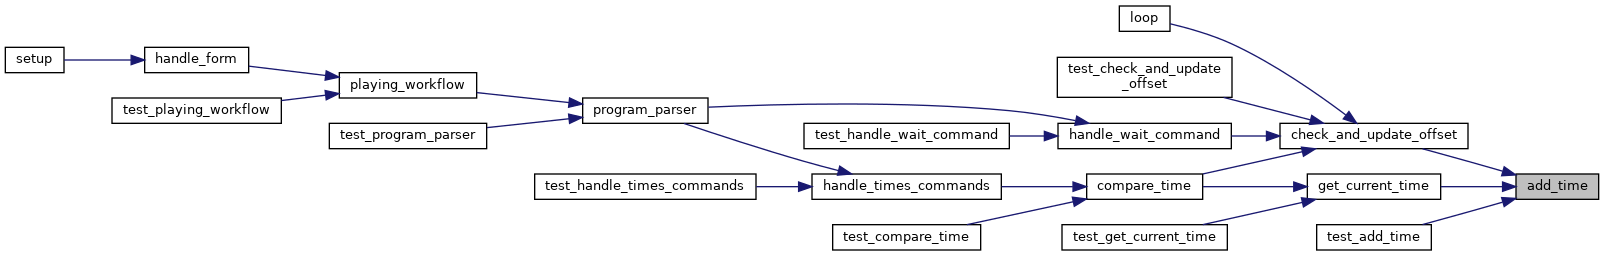 loop
setup
handle_form
test_check_and_update
_offset
playing_workflow
test_playing_workflow
program_parser
test_program_parser
test_handle_wait_command
handle_wait_command
check_and_update_offset
test_handle_times_commands
handle_times_commands
compare_time
get_current_time
add_time
test_compare_time
test_get_current_time
test_add_time